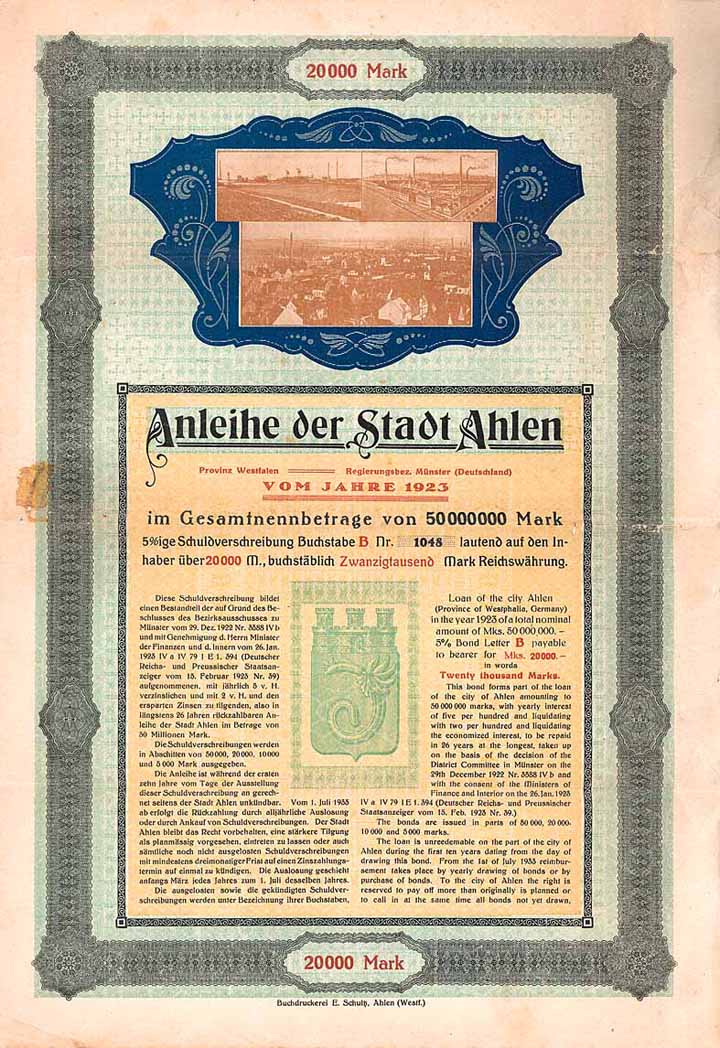 20000 Mark
Anleihe der Stadt Ahlen
Provinz Westfalen Regierungsbez. Münster (Deutschland)
VOM JAHRE 1923
im Gesamtnennbetrage von 50000000 Mark
5%ige Schuldverschreibung Buchstabe B Nr. 1048 lautend auf den In-
haber über 20000 M., buchstäblich Zwanzigtausend Mark Reichswährung.
Diese Schuldverschreibung bildet
einen Bestandteil der auf Grund des Be-
schlusses des Bezirksausschusses zu
Münster vom 29. Dez. 1922 Nr. 3388 IV b
und mit Genehmigung d. Herrn Minister
der Finanzen und d. Innern vom 26. Jan.
1923 IV a IV 79 I E 1. 394 (Deutscher
Reichs- und Preussischer Staatsan-
zeiger vom 15. Februar 1923 Nr. 39)
aufgenommenen, mit jährlich 5 v. H.
verzinslichen und mit 2 v. H. und den
ersparten Zinsen zu tilgenden, also in
längstens 26 Jahren rückzahlbaren An-
leihe der Stadt Ahlen im Betrage von
50 Millionen Mark.
Die Schuldverschreibungen werden
in Abschnitten von 50000, 20000, 10000
und 5000 Mark ausgegeben.
Die Anleihe ist während der ersten
zehn Jahre vom Tage der Ausstellung
dieser Schuldverschreibung an gerech-
net seitens der Stadt Ahlen unkündbar. Vom 1. Juli 1933
ab erfolgt die Rückzahlung durch alljährliche Auslosung
oder durch Ankauf von Schuldverschreibungen. Der Stadt
Ahlen bleibt das Recht vorbehalten, eine stärkere Tilgung
als planmässig vorgesehen, eintreten zu lassen oder auch
sämtliche noch nicht ausgelosten Schuldverschreibungen
mit mindestens dreimonatiger Frist auf einen Zinszahlungs-
termin auf einmal zu kündigen. Die Auslosung geschieht
anfangs März jedes Jahres zum 1. Juli desselben Jahres.
Die ausgelosten sowie die gekündigten Schuldver-
schreibungen werden unter Bezeichnung ihrer Buchstaben,
Loan of the city Ahlen
(Province of Westphalia, Germany)
in the year 1923 of a total nominal
amount of Mks. 50 000,000. –
5% Bond Letter B payable
to bearer for Mks. 20000. –
in words
Twenty thousand Marks.
This bond forms part of the loan
of the city of Ahlen amounting to
50 000 000 marks, with yearly interest
of five per hundred and liquidating
with two per hundred and liquidating
the economized interest, to be repaid
in 26 years at the longest, taken up
on the basis of the decision of the
District Committee in Münster on the
29th December 1922 Nr. 3388 IV b and
with the consent of the Ministers of
Finance and Interior on the 26. Jan. 1923
IV a IV 79 I E 1. 394 (Deutscher Reichs- und Preussischer
Staatsanzeiger vom 15. Feb. 1923 Nr. 39.)
The bonds are issued in parts of 50 000, 20 000-
10 000 and 5000 marks.
The loan is unredemable on the part of the city of
Ahlen during the first ten years dating from the day of
drawing this bond. From the 1st of July 1933 reimbur-
sement takes place by yearly drawing of bonds or by
purchase of bonds. To the city of Ahlen the right is
reserved to pay off more than originally is planned or
to call in at the same time all bonds not yet drawn,
20000 Mark
Buchdruckerei E. Schultz, Ahlen (Westf.)